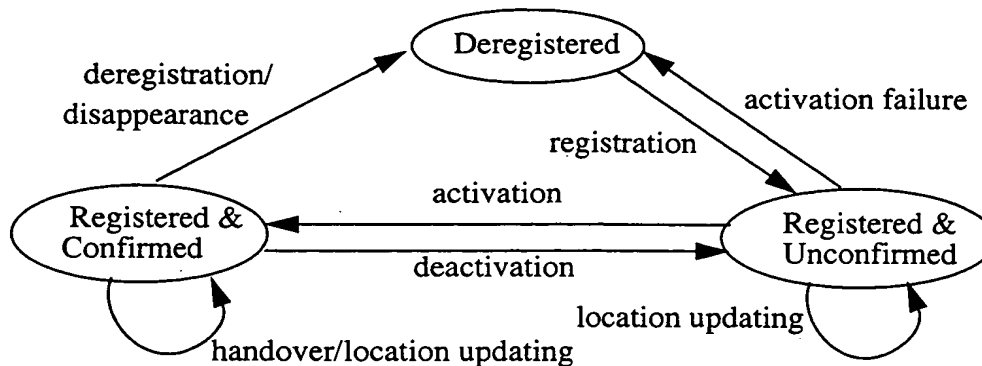 Deregistered
deregistration/
disappearance
activation failure
registration
activation
Registered &
Confirmed
Registered &
Unconfirmed
deactivation
location updating
handover/location updating